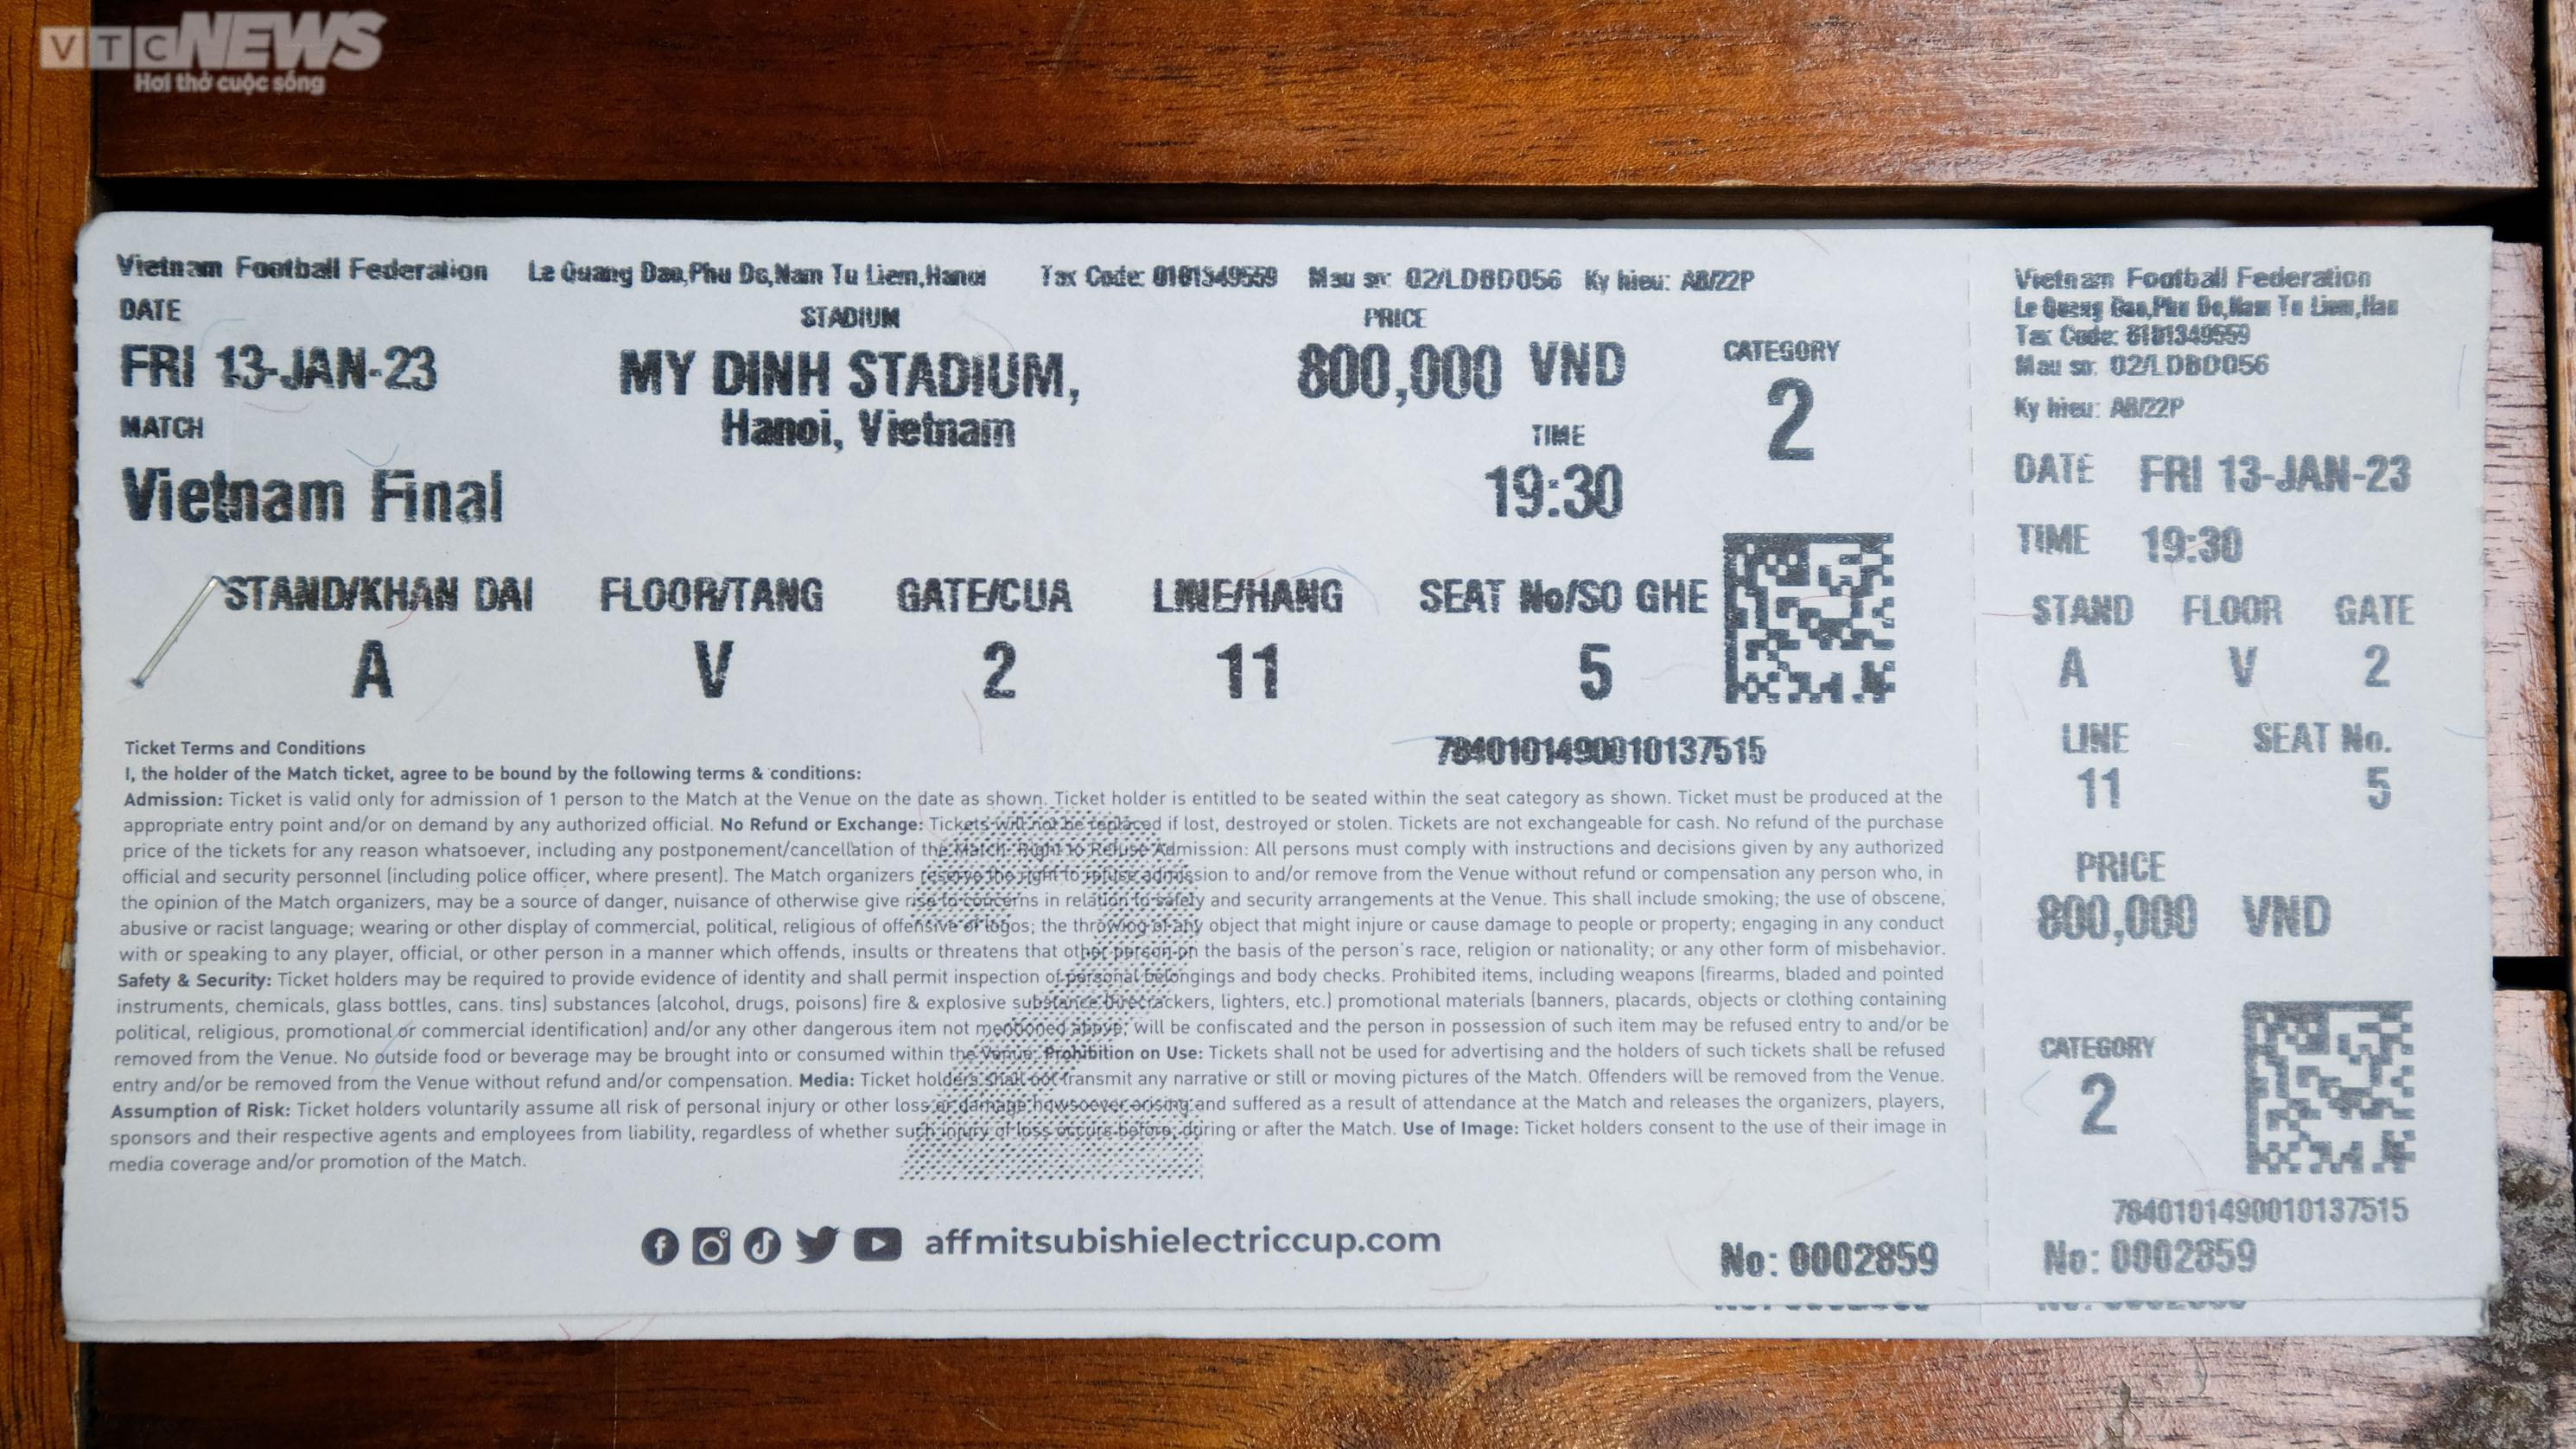 VTC NEWS
Hơi thở cuộc sống
Vietnam Football Federation Le Quang Dao,Phu Do,Nam Tu Liem,Hanoi Tax Code: 0101349559 Mau so: 02/LDBD056 Ky hieu: AB/22P
DATE STADIUM PRICE CATEGORY
FRI 13-JAN-23 MY DINH STADIUM, 800,000 VND 2
MATCH Hanoi, Vietnam TIME
Vietnam Final 19:30
STAND/KHAN DAI FLOOR/TANG GATE/CUA LINE/HANG SEAT No/SO GHE
A V 2 11 5
7840101490010137515
Ticket Terms and Conditions
I, the holder of the Match ticket, agree to be bound by the following terms & conditions:
Admission: Ticket is valid only for admission of 1 person to the Match at the Venue on the date as shown. Ticket holder is entitled to be seated within the seat category as shown. Ticket must be produced at the
appropriate entry point and/or on demand by any authorized official. No Refund or Exchange: Tickets will not be replaced if lost, destroyed or stolen. Tickets are not exchangeable for cash. No refund of the purchase
price of the tickets for any reason whatsoever, including any postponement/cancellation of the Match. Right to Refuse Admission: All persons must comply with instructions and decisions given by any authorized
official and security personnel (including police officer, where present). The Match organizers reserve the right to refuse admission to and/or remove from the Venue without refund or compensation any person who, in
the opinion of the Match organizers, may be a source of danger, nuisance of otherwise give rise to concerns in relation to safety and security arrangements at the Venue. This shall include smoking; the use of obscene,
abusive or racist language; wearing or other display of commercial, political, religious of offensive of logos; the throwing of any object that might injure or cause damage to people or property; engaging in any conduct
with or speaking to any player, official, or other person in a manner which offends, insults or threatens that other person on the basis of the person's race, religion or nationality; or any other form of misbehavior.
Safety & Security: Ticket holders may be required to provide evidence of identity and shall permit inspection of personal belongings and body checks. Prohibited items, including weapons (firearms, bladed and pointed
instruments, chemicals, glass bottles, cans. tins) substances (alcohol, drugs, poisons) fire & explosive substance (firecrackers, lighters, etc.) promotional materials (banners, placards, objects or clothing containing
political, religious, promotional or commercial identification) and/or any other dangerous item not mentioned above, will be confiscated and the person in possession of such item may be refused entry to and/or be
removed from the Venue. No outside food or beverage may be brought into or consumed within the Venue. Prohibition on Use: Tickets shall not be used for advertising and the holders of such tickets shall be refused
entry and/or be removed from the Venue without refund and/or compensation. Media: Ticket holders shall not transmit any narrative or still or moving pictures of the Match. Offenders will be removed from the Venue.
Assumption of Risk: Ticket holders voluntarily assume all risk of personal injury or other loss or damage howsoever arising and suffered as a result of attendance at the Match and releases the organizers, players,
sponsors and their respective agents and employees from liability, regardless of whether such injury of loss occurs before, during or after the Match. Use of Image: Ticket holders consent to the use of their image in
media coverage and/or promotion of the Match.
affmitsubishielectriccup.com
No: 0002859
Vietnam Football Federation
Le Quang Dao,Phu Do,Nam Tu Liem,Han
Tax Code: 0101349559
Mau so: 02/LDBD056
Ky hieu: AB/22P
DATE FRI 13-JAN-23
TIME 19:30
STAND FLOOR GATE
A V 2
LINE SEAT No.
11 5
PRICE
800,000 VND
CATEGORY
2
7840101490010137515
No: 0002859